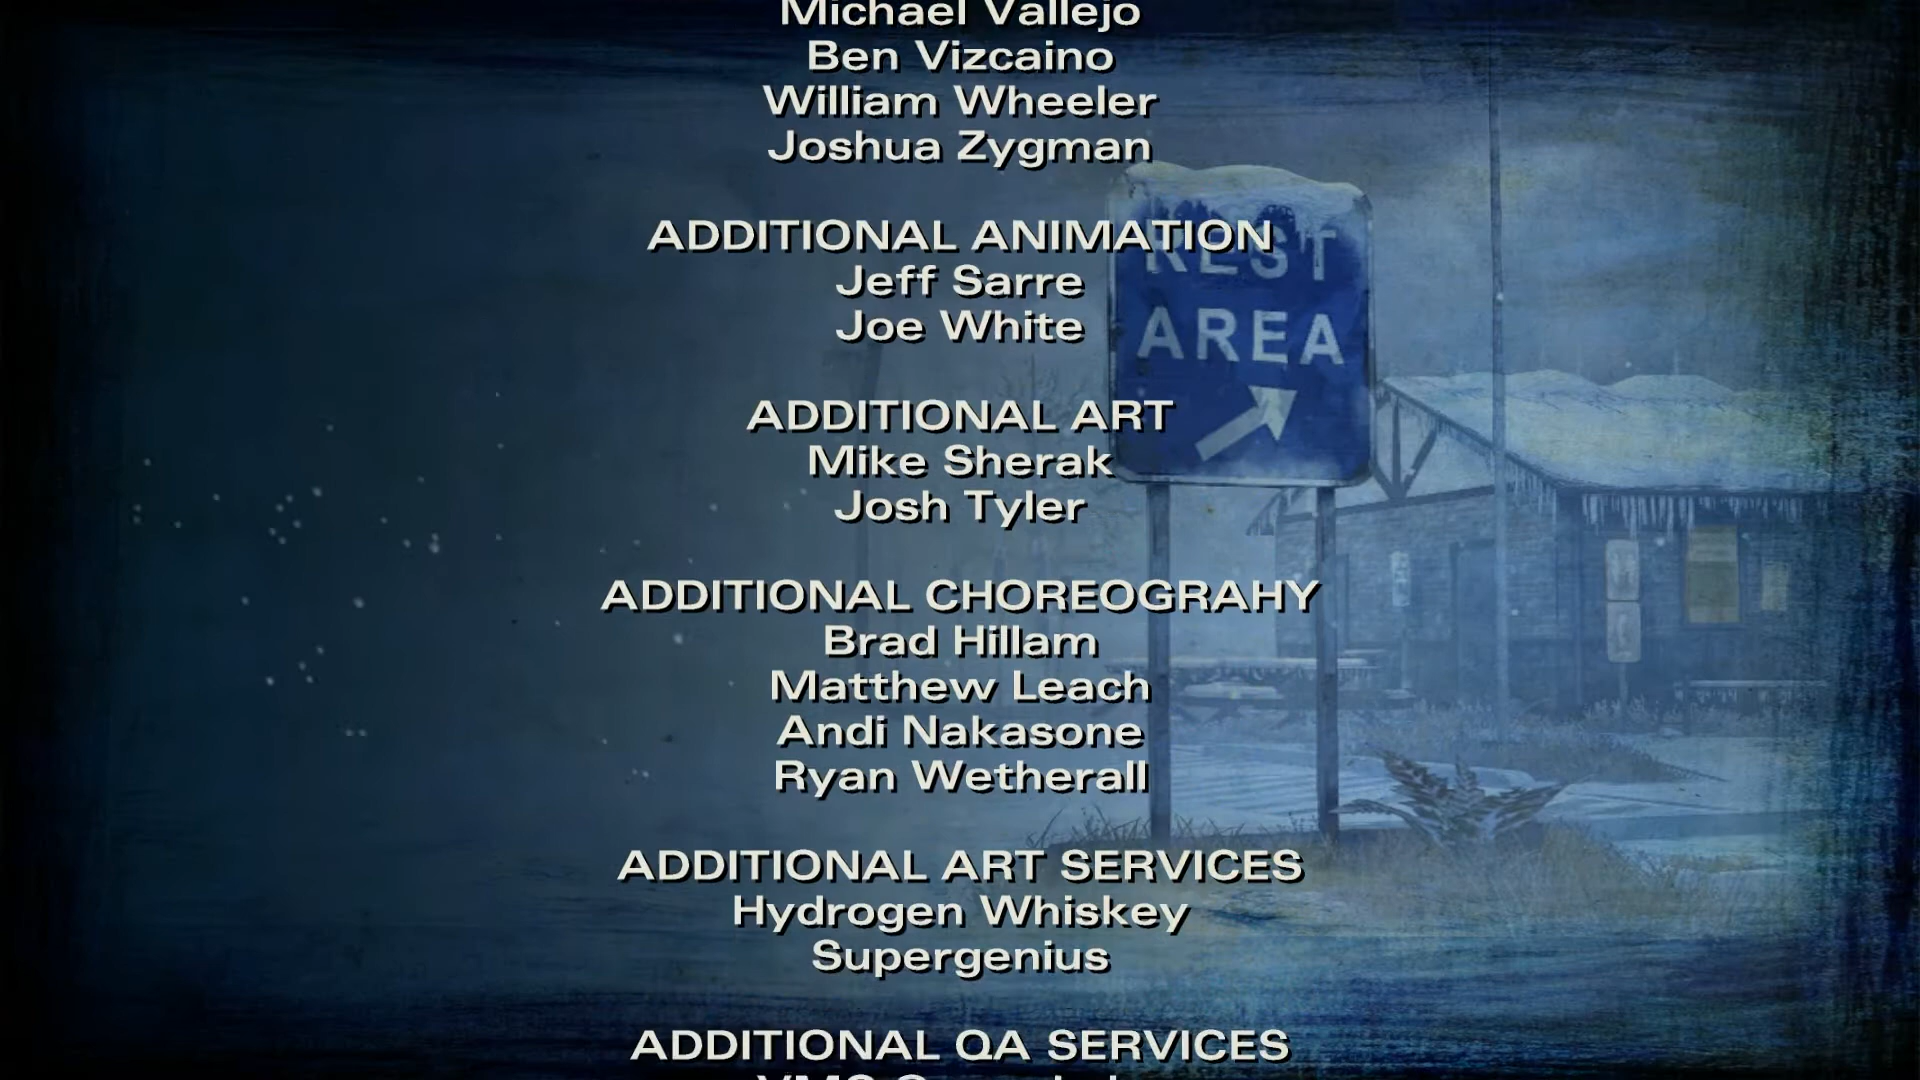 Michael Vallejo
Ben Vizcaino
William Wheeler
Joshua Zygman
ADDITIONAL ANIMATION
Jeff Sarre
Joe White
ADDITIONAL ART
Mike Sherak
Josh Tyler
ADDITIONAL CHOREOGRAHY
Brad Hillam
Matthew Leach
Andi Nakasone
Ryan Wetherall
ADDITIONAL ART SERVICES
Hydrogen Whiskey
Supergenius
ADDITIONAL QA SERVICES
REST
AREA